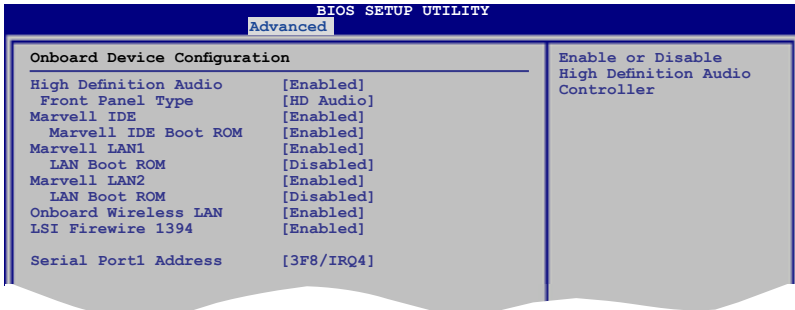 BIOS SETUP UTILITY
Advanced
Onboard Device Configuration
High Definition Audio [Enabled]
Front Panel Type [HD Audio]
Marvell IDE [Enabled]
Marvell IDE Boot ROM [Enabled]
Marvell LAN1 [Enabled]
LAN Boot ROM [Disabled]
Marvell LAN2 [Enabled]
LAN Boot ROM [Disabled]
Onboard Wireless LAN [Enabled]
LSI Firewire 1394 [Enabled]
Serial Port1 Address [3F8/IRQ4]
Enable or Disable
High Definition Audio
Controller